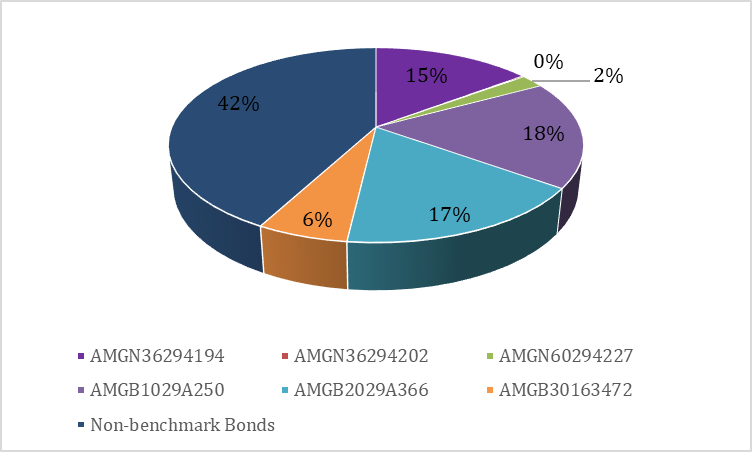 0%
15%
2%
42%
18%
17%
6%
AMGN36294194 AMGN36294202 AMGN60294227
AMGB1029A250 AMGB2029A366 AMGB30163472
Non-benchmark Bonds